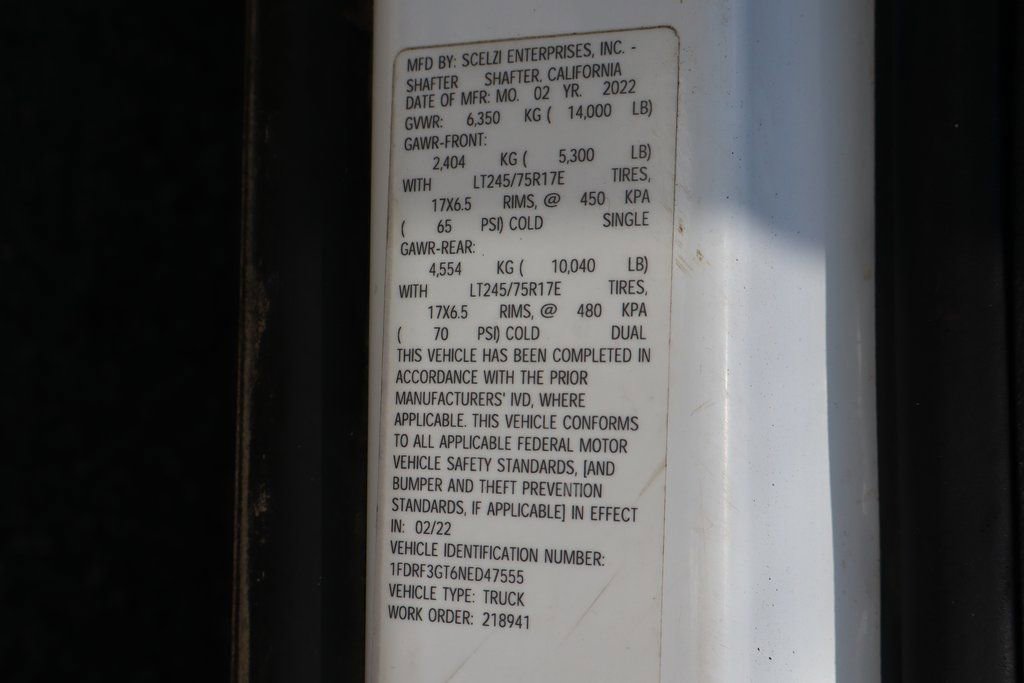 MFD BY: SCELZI ENTERPRISES, INC. -
SHAFTER SHAFTER, CALIFORNIA
DATE OF MFR: MO. 02 YR. 2022
GVWR: 6,350 KG ( 14,000 LB)
GAWR-FRONT:
2,404 KG ( 5,300 LB)
WITH LT245/75R17E TIRES,
17X6.5 RIMS, @ 450 KPA
( 65 PSI) COLD SINGLE
GAWR-REAR:
4,554 KG ( 10,040 LB)
WITH LT245/75R17E TIRES,
17X6.5 RIMS, @ 480 KPA
( 70 PSI) COLD DUAL
THIS VEHICLE HAS BEEN COMPLETED IN
ACCORDANCE WITH THE PRIOR
MANUFACTURERS' IVD, WHERE
APPLICABLE. THIS VEHICLE CONFORMS
TO ALL APPLICABLE FEDERAL MOTOR
VEHICLE SAFETY STANDARDS, [AND
BUMPER AND THEFT PREVENTION
STANDARDS, IF APPLICABLE] IN EFFECT
IN: 02/22
VEHICLE IDENTIFICATION NUMBER:
1FDRF3GT6NED47555
VEHICLE TYPE: TRUCK
WORK ORDER: 218941